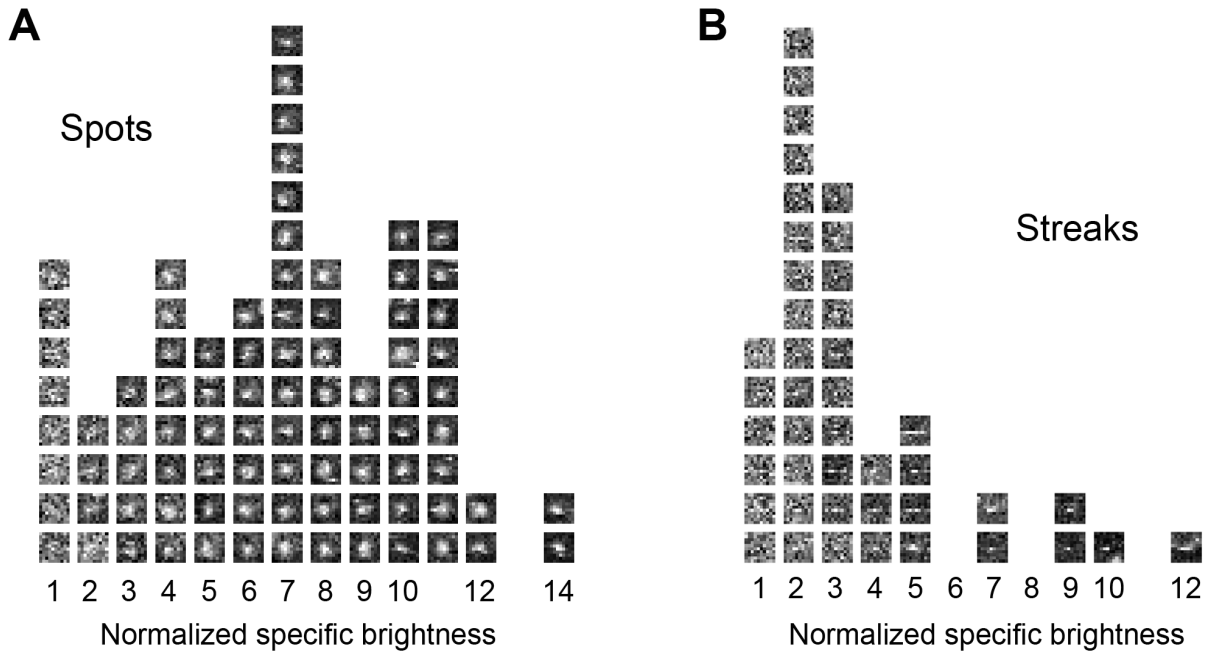 A
B
Spots
Streaks
1 2 3 4 5 6 7 8 9 10 12 14
1 2 3 4 5 6 7 8 9 10 12
Normalized specific brightness
Normalized specific brightness